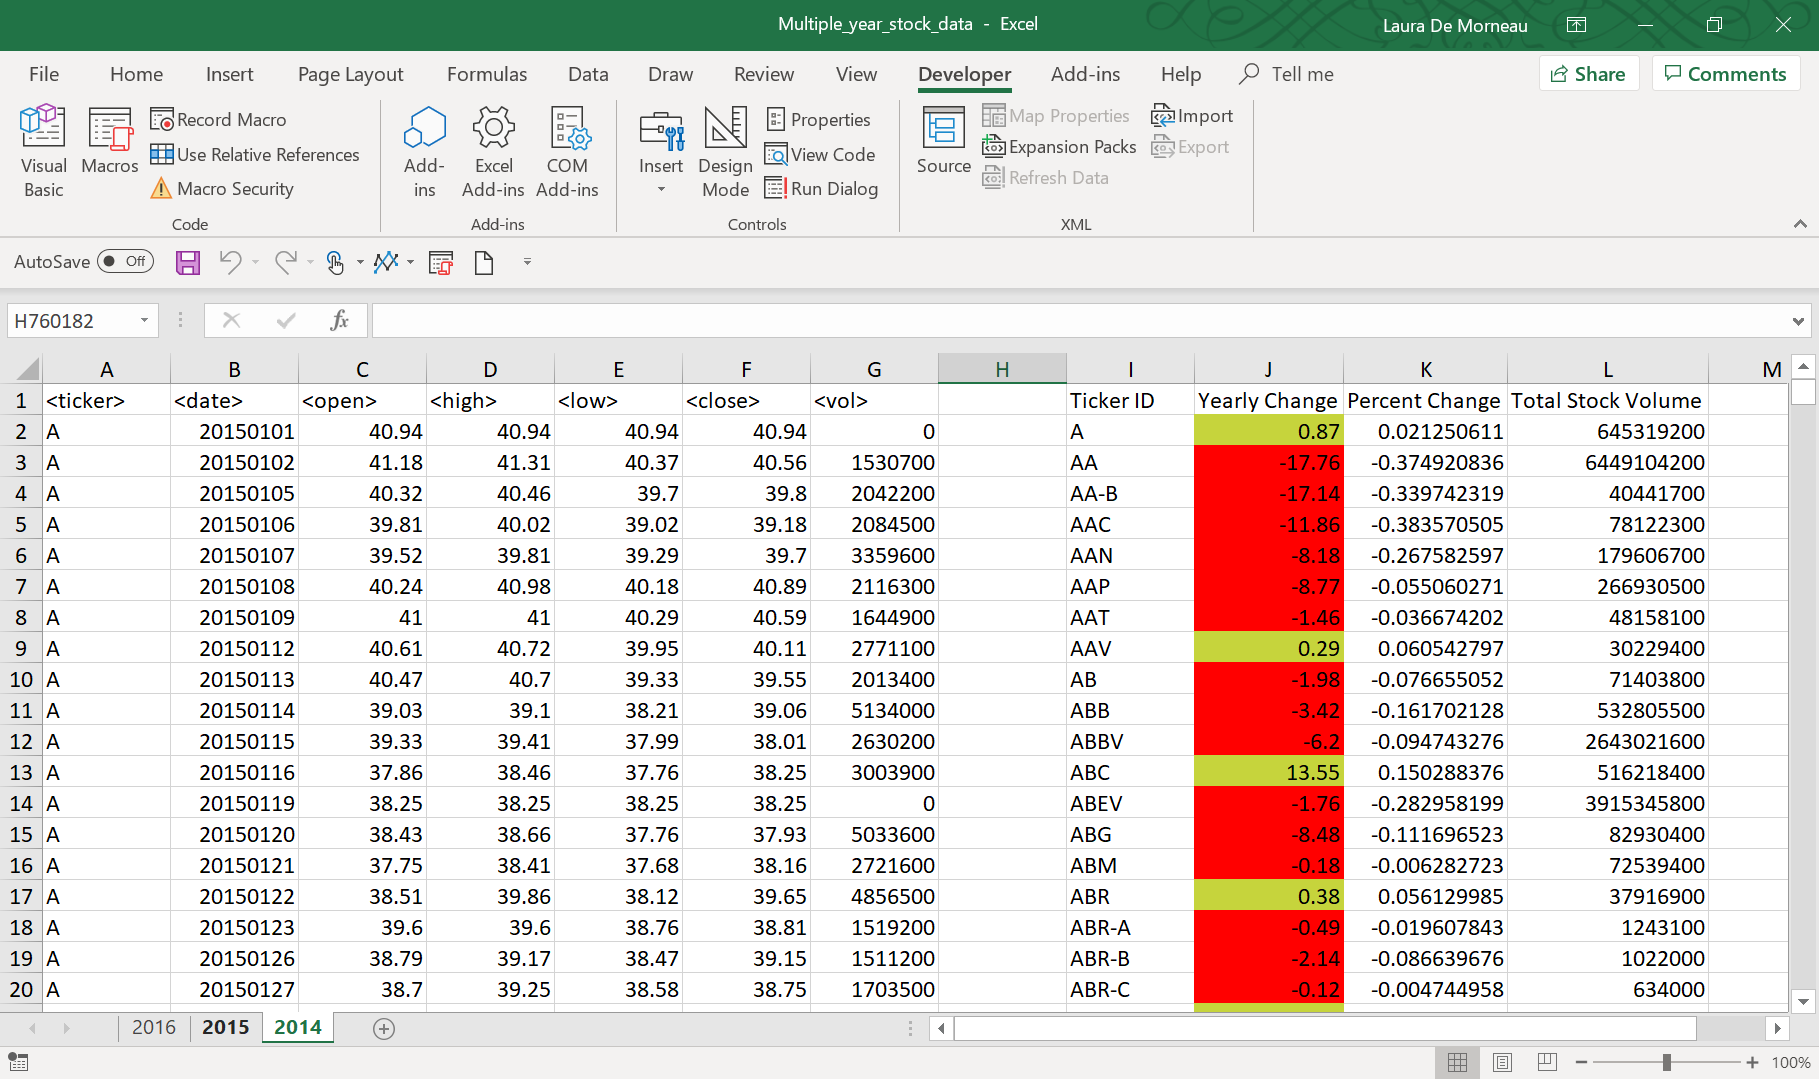 Multiple_year_stock_data - Excel
Laura De Morneau
File Home Insert Page Layout Formulas Data Draw Review View Developer Add-ins Help Tell me Share Comments
Visual Basic
Macros
Record Macro
Use Relative References
Macro Security
Code
Add-ins
Excel Add-ins
COM Add-ins
Add-ins
Insert
Design Mode
Properties
View Code
Run Dialog
Controls
Source
Map Properties
Expansion Packs
Refresh Data
Import
Export
XML
AutoSave Off
H760182 fx
A B C D E F G H I J K L M
1 <ticker> <date> <open> <high> <low> <close> <vol> Ticker ID Yearly Change Percent Change Total Stock Volume
2 A 20150101 40.94 40.94 40.94 40.94 0 A 0.87 0.021250611 645319200
3 A 20150102 41.18 41.31 40.37 40.56 1530700 AA -17.76 -0.374920836 6449104200
4 A 20150105 40.32 40.46 39.7 39.8 2042200 AA-B -17.14 -0.339742319 40441700
5 A 20150106 39.81 40.02 39.02 39.18 2084500 AAC -11.86 -0.383570505 78122300
6 A 20150107 39.52 39.81 39.29 39.7 3359600 AAN -8.18 -0.267582597 179606700
7 A 20150108 40.24 40.98 40.18 40.89 2116300 AAP -8.77 -0.055060271 266930500
8 A 20150109 41 41 40.29 40.59 1644900 AAT -1.46 -0.036674202 48158100
9 A 20150112 40.61 40.72 39.95 40.11 2771100 AAV 0.29 0.060542797 30229400
10 A 20150113 40.47 40.7 39.33 39.55 2013400 AB -1.98 -0.076655052 71403800
11 A 20150114 39.03 39.1 38.21 39.06 5134000 ABB -3.42 -0.161702128 532805500
12 A 20150115 39.33 39.41 37.99 38.01 2630200 ABBV -6.2 -0.094743276 2643021600
13 A 20150116 37.86 38.46 37.76 38.25 3003900 ABC 13.55 0.150288376 516218400
14 A 20150119 38.25 38.25 38.25 38.25 0 ABEV -1.76 -0.282958199 3915345800
15 A 20150120 38.43 38.66 37.76 37.93 5033600 ABG -8.48 -0.111696523 82930400
16 A 20150121 37.75 38.41 37.68 38.16 2721600 ABM -0.18 -0.006282723 72539400
17 A 20150122 38.51 39.86 38.12 39.65 4856500 ABR 0.38 0.056129985 37916900
18 A 20150123 39.6 39.6 38.76 38.81 1519200 ABR-A -0.49 -0.019607843 1243100
19 A 20150126 38.79 39.17 38.47 39.15 1511200 ABR-B -2.14 -0.086639676 1022000
20 A 20150127 38.7 39.25 38.58 38.75 1703500 ABR-C -0.12 -0.004744958 634000
2016 2015 2014
100%